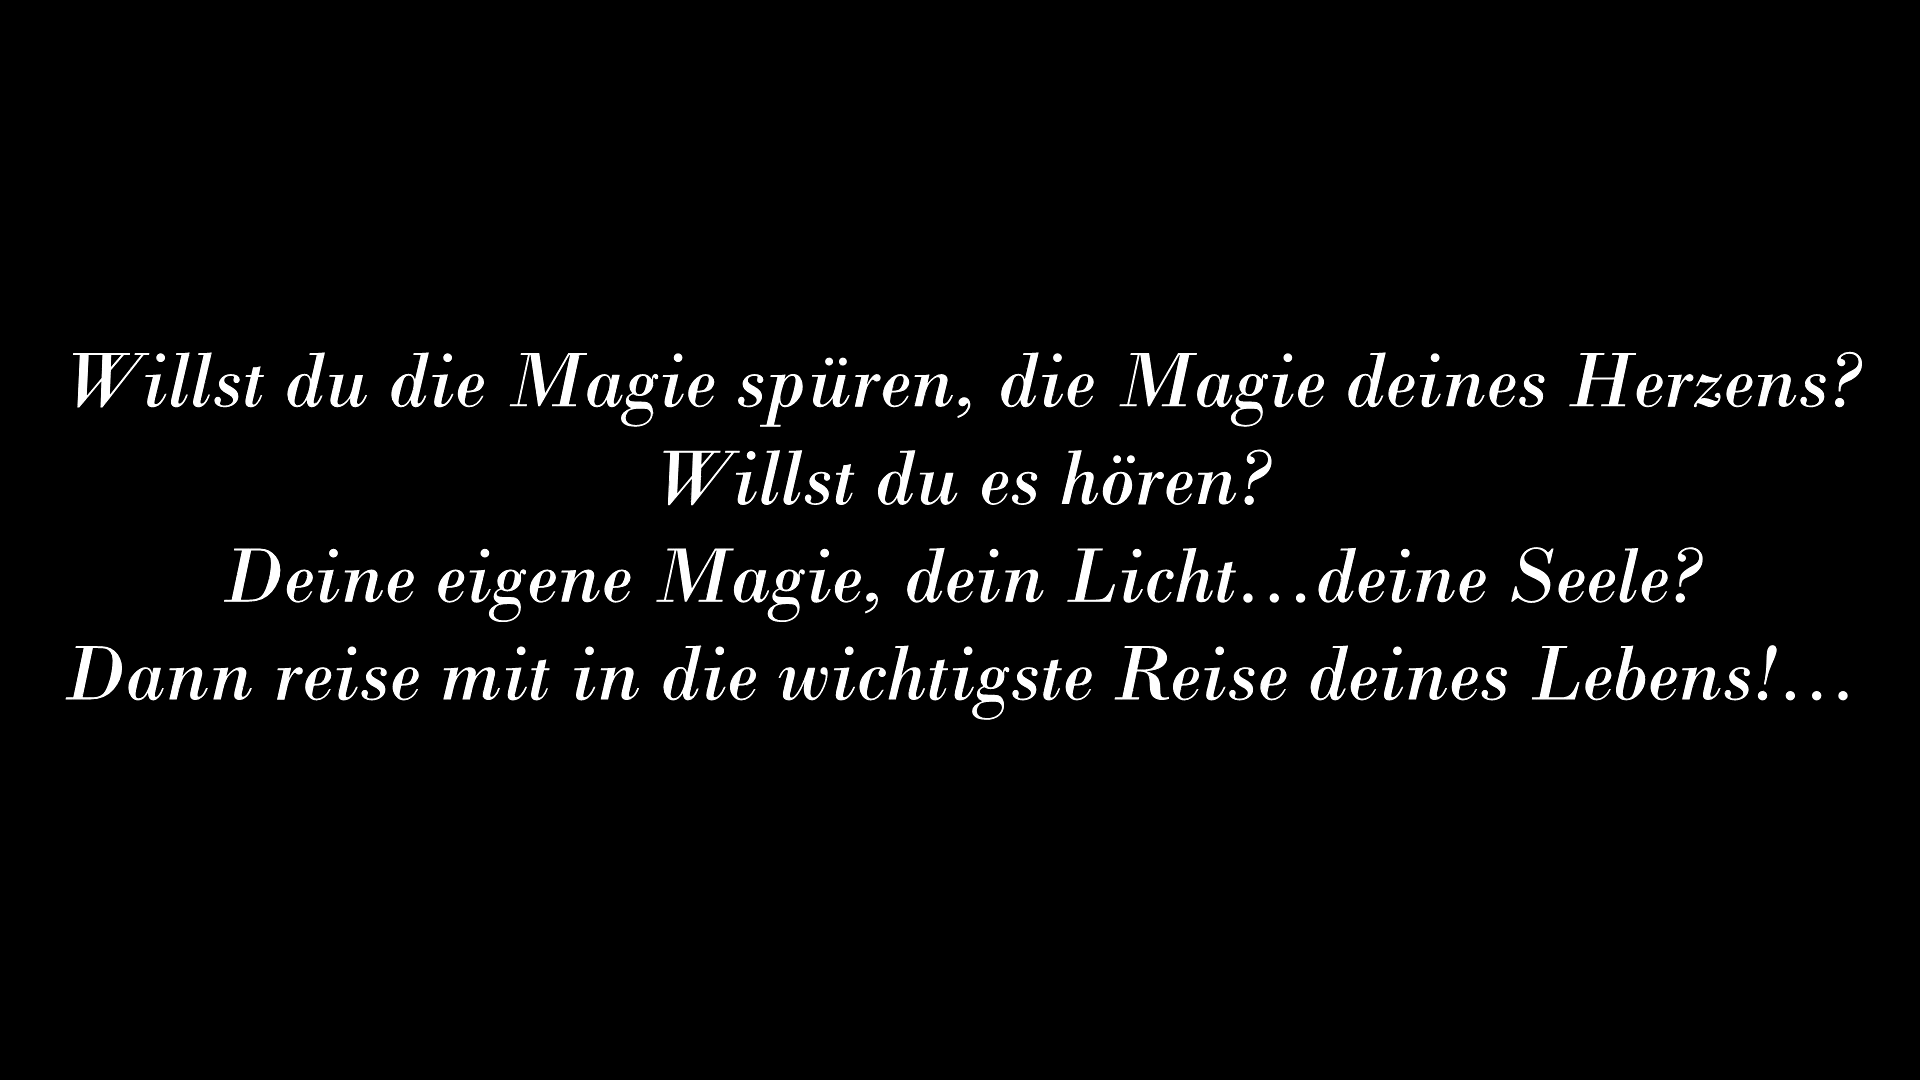 Willst du die Magie spüren, die Magie deines Herzens?
Willst du es hören?
Deine eigene Magie, dein Licht...deine Seele?
Dann reise mit in die wichtigste Reise deines Lebens!...